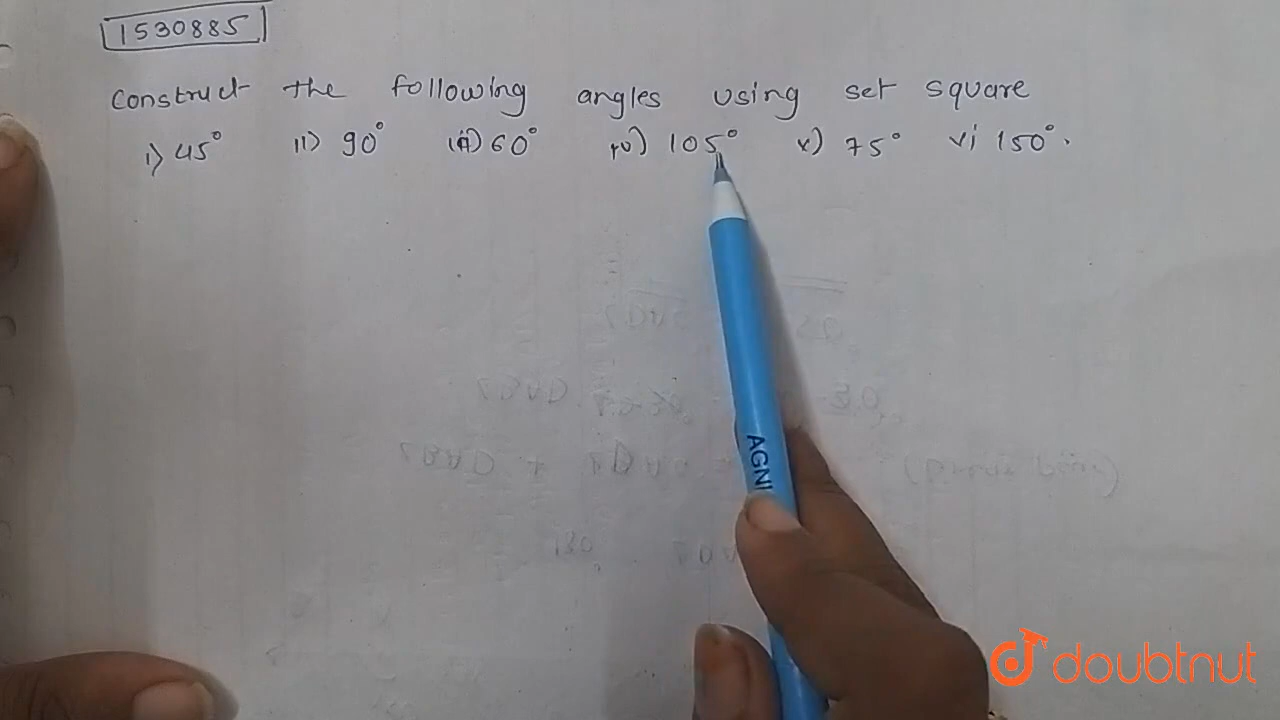 1530885
construct the following angles using set square
i) 45° ii) 90° iii) 60° iv) 105° v) 75° vi 150°.
AGNI
doubtnut